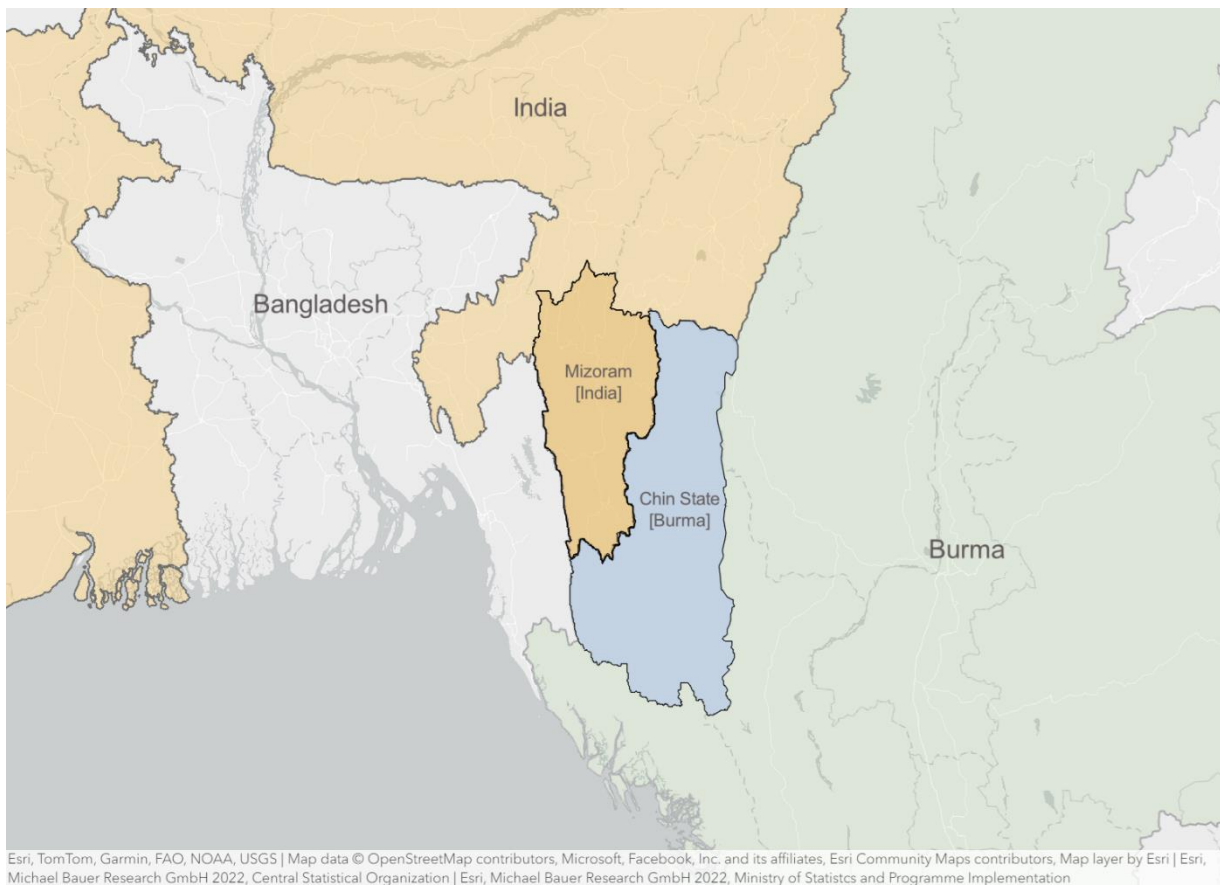 India
Bangladesh
Mizoram
[India]
Chin State
[Burma]
Burma
Esri, TomTom, Garmin, FAO, NOAA, USGS | Map data © OpenStreetMap contributors, Microsoft, Facebook, Inc. and its affiliates, Esri Community Maps contributors, Map layer by Esri | Esri,
Michael Bauer Research GmbH 2022, Central Statistical Organization | Esri, Michael Bauer Research GmbH 2022, Ministry of Statistcs and Programme Implementation